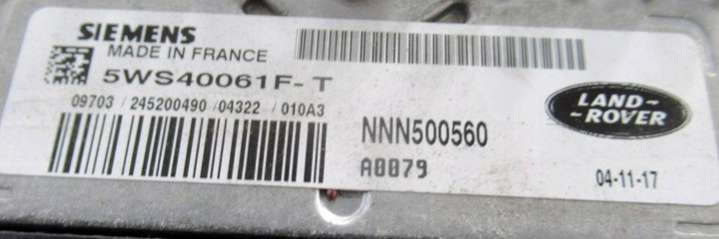 SIEMENS
MADE IN FRANCE
5WS40061F-T
09703 / 245200490 / 04322 / 010A3
NNN500560
A0079
LAND~
~ROVER
04-11-17